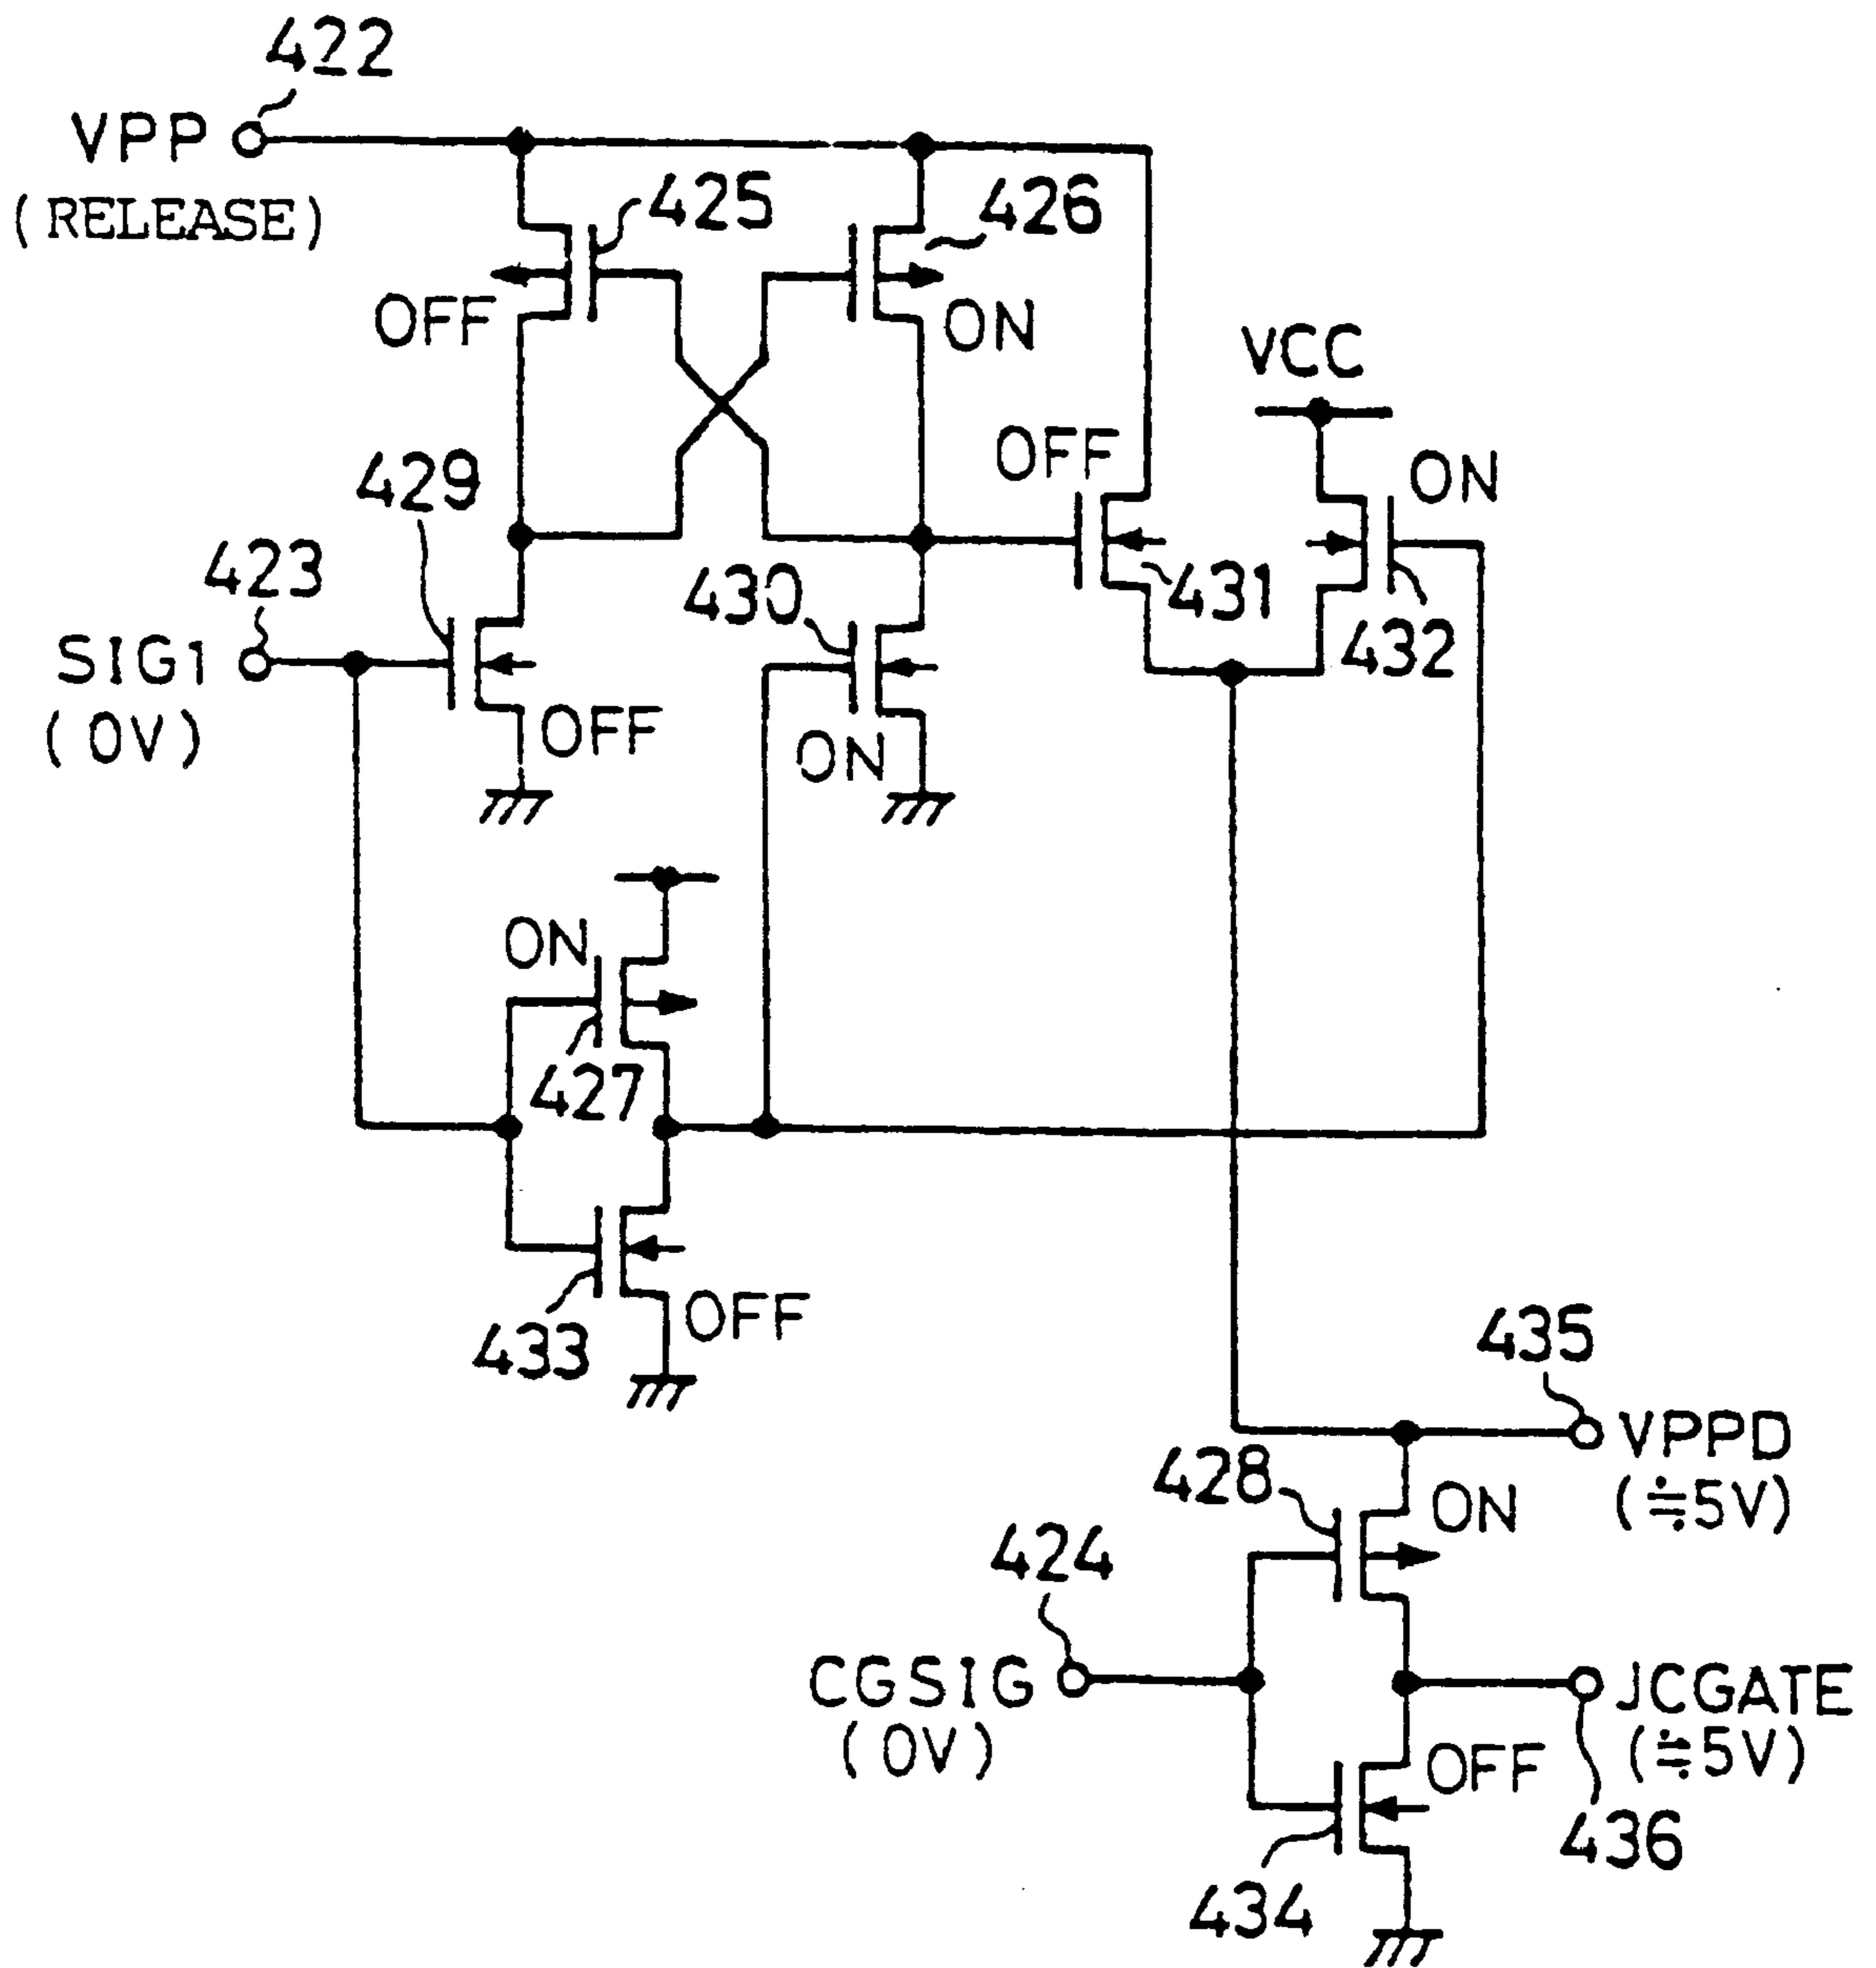 422
VPP
(RELEASE)
425
426
OFF
ON
VCC
429
OFF
ON
423
430
431
432
SIG1
(0V)
OFF
ON
ON
427
433
OFF
435
VPPD
(≒5V)
428
ON
424
CGSIG
(0V)
JCGATE
(≒5V)
OFF
436
434